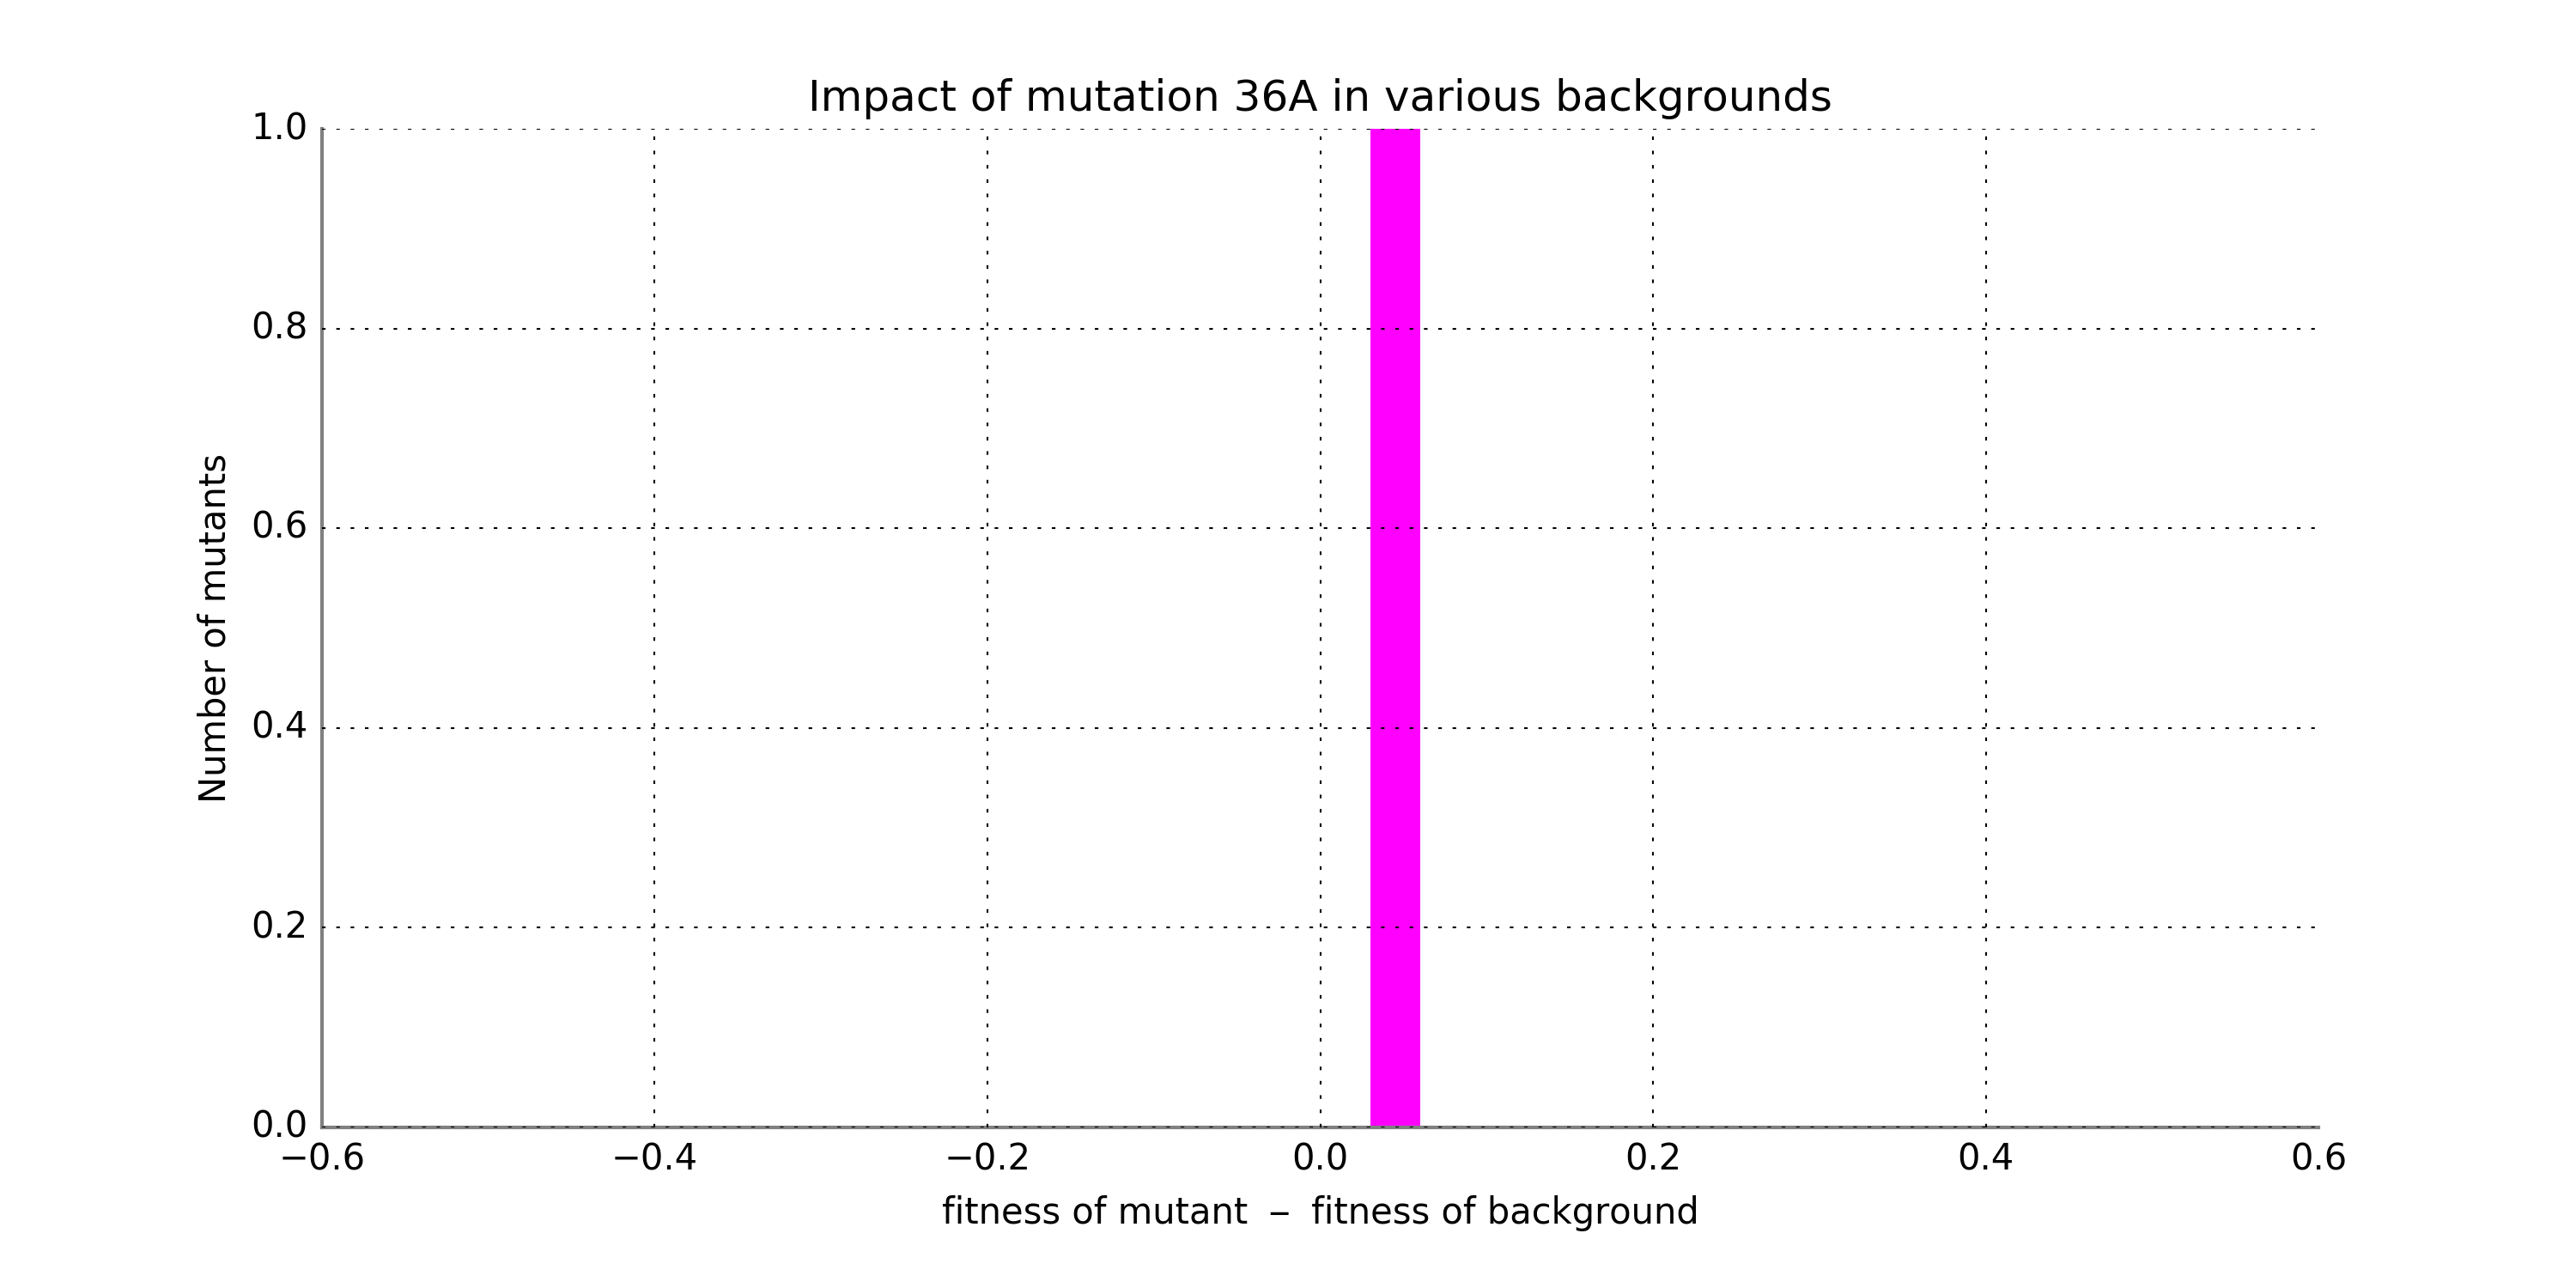 Impact of mutation 36A in various backgrounds
1.0
0.8
0.6
0.4
0.2
0.0
Number of mutants
−0.6 −0.4 −0.2 0.0 0.2 0.4 0.6
fitness of mutant − fitness of background